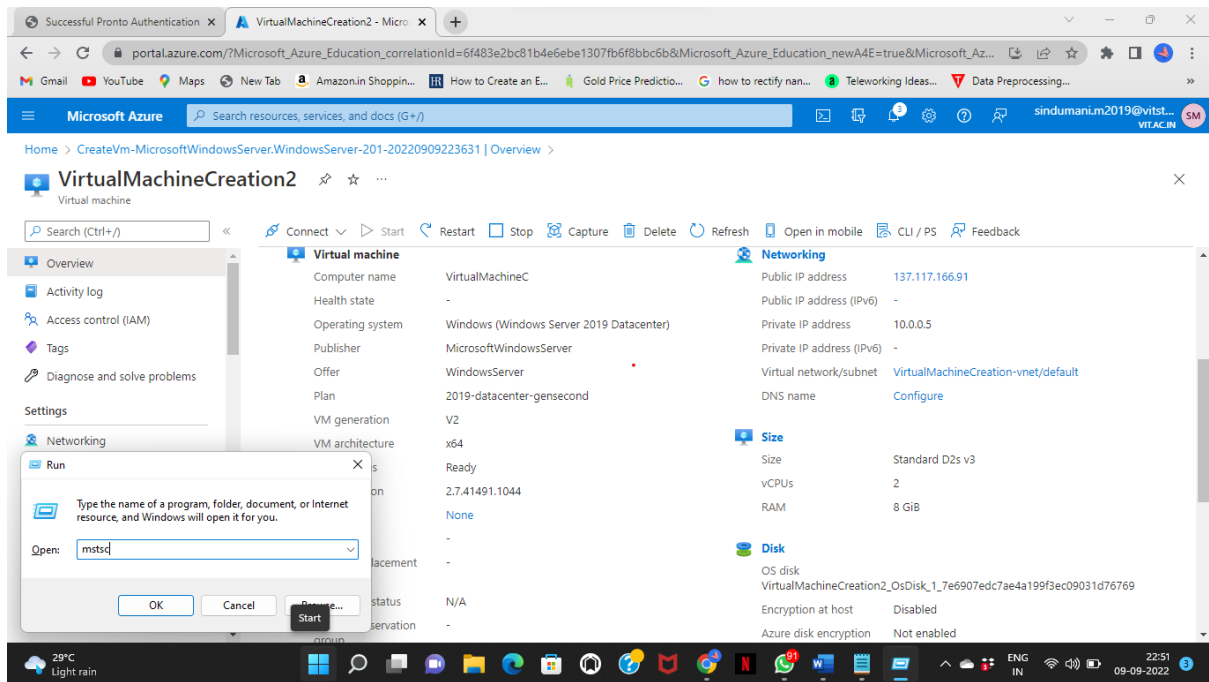 Successful Pronto Authentication
VirtualMachineCreation2 - Micro
portal.azure.com/?Microsoft_Azure_Education_correlationId=6f483e2bc81b4e6ebe1307fb6f8bbc6b&Microsoft_Azure_Education_newA4E=true&Microsoft_Az...
Gmail YouTube Maps New Tab Amazon.in Shoppin... How to Create an E... Gold Price Predictio... how to rectify nan... Teleworking Ideas... Data Preprocessing... »
Microsoft Azure Search resources, services, and docs (G+/) 3 sindumani.m2019@vitst... SM
VIT.AC.IN
Home > CreateVm-MicrosoftWindowsServer.WindowsServer-201-20220909223631 | Overview >
VirtualMachineCreation2 ...
Virtual machine
Search (Ctrl+/) «
Connect Start Restart Stop Capture Delete Refresh Open in mobile CLI / PS Feedback
Overview
Activity log
Access control (IAM)
Tags
Diagnose and solve problems
Settings
Networking
Virtual machine
Computer name VirtualMachineC
Health state -
Operating system Windows (Windows Server 2019 Datacenter)
Publisher MicrosoftWindowsServer
Offer WindowsServer
Plan 2019-datacenter-gensecond
VM generation V2
VM architecture x64
s Ready
on 2.7.41491.1044
None
-
lacement -
status N/A
servation -
group
Networking
Public IP address 137.117.166.91
Public IP address (IPv6) -
Private IP address 10.0.0.5
Private IP address (IPv6) -
Virtual network/subnet VirtualMachineCreation-vnet/default
DNS name Configure
Size
Size Standard D2s v3
vCPUs 2
RAM 8 GiB
Disk
OS disk
VirtualMachineCreation2_OsDisk_1_7e6907edc7ae4a199f3ec09031d76769
Encryption at host Disabled
Azure disk encryption Not enabled
Run
Type the name of a program, folder, document, or Internet
resource, and Windows will open it for you.
Open: mstsc
OK Cancel Browse...
Start
29°C
Light rain
91
ENG
IN
22:51
09-09-2022
3